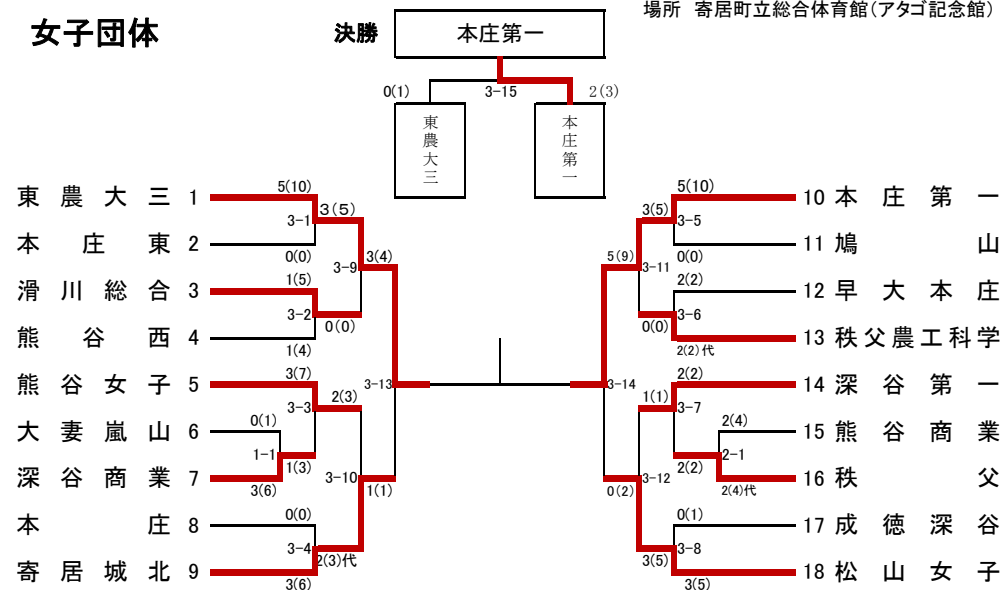 場所 寄居町立総合体育館(アタゴ記念館)
女子団体
決勝
本庄第一
0(1)
3-15
2(3)
東農大三
本庄第一
東農大三 1
5(10)
3-1
3(5)
本庄東 2
0(0)
3-9
3(4)
滑川総合 3
1(5)
3-2
0(0)
熊谷西 4
1(4)
3-13
熊谷女子 5
3(7)
3-3
2(3)
大妻嵐山 6
0(1)
1-1
1(3)
深谷商業 7
3(6)
3-10
1(1)
本庄 8
0(0)
3-4
2(3)代
寄居城北 9
3(6)
5(10)
10 本庄第一
3(5)
3-5
11 鳩山
0(0)
5(9)
3-11
2(2)
12 早大本庄
0(0)
3-6
13 秩父農工科学
2(2)代
3-14
2(2)
14 深谷第一
1(1)
3-7
2(4)
15 熊谷商業
2(2)
2-1
16 秩父
2(4)代
3-12
0(2)
0(1)
17 成徳深谷
3-8
3(5)
18 松山女子
3(5)